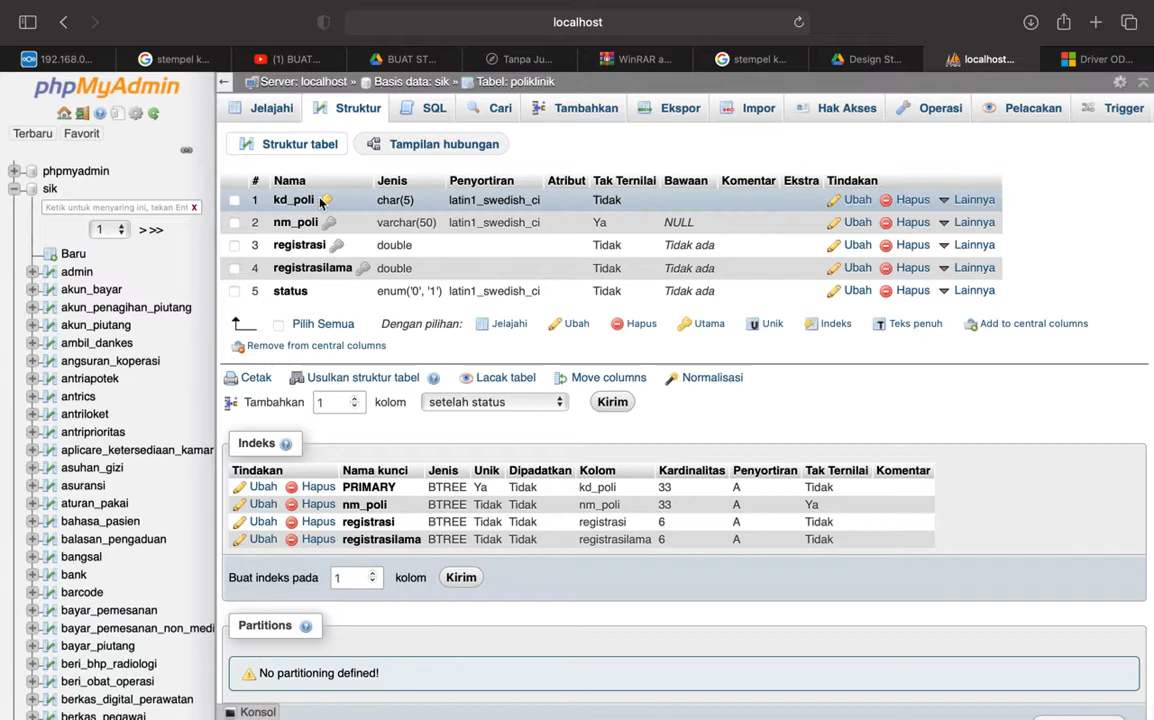 localhost
192.168.0...
stempel k...
(1) BUAT...
BUAT ST...
Tanpa Ju...
WinRAR a...
stempel k...
Design St...
localhost...
Driver OD...
phpMyAdmin
Terbaru Favorit
phpmyadmin
sik
Ketik untuk menyaring ini, tekan Ent X
1 > >>
Baru
admin
akun_bayar
akun_penagihan_piutang
akun_piutang
ambil_dankes
angsuran_koperasi
antriapotek
antrics
antriloket
antriprioritas
aplicare_ketersediaan_kamar
asuhan_gizi
asuransi
aturan_pakai
bahasa_pasien
balasan_pengaduan
bangsal
bank
barcode
bayar_pemesanan
bayar_pemesanan_non_medi
bayar_piutang
beri_bhp_radiologi
beri_obat_operasi
berkas_digital_perawatan
berkas_pegawai
Server: localhost » Basis data: sik » Tabel: poliklinik
Jelajahi Struktur SQL Cari Tambahkan Ekspor Impor Hak Akses Operasi Pelacakan Trigger
Struktur tabel Tampilan hubungan
# Nama Jenis Penyortiran Atribut Tak Ternilai Bawaan Komentar Ekstra Tindakan
1 kd_poli char(5) latin1_swedish_ci Tidak Ubah Hapus Lainnya
2 nm_poli varchar(50) latin1_swedish_ci Ya NULL Ubah Hapus Lainnya
3 registrasi double Tidak Tidak ada Ubah Hapus Lainnya
4 registrasilama double Tidak Tidak ada Ubah Hapus Lainnya
5 status enum('0', '1') latin1_swedish_ci Tidak Tidak ada Ubah Hapus Lainnya
Pilih Semua Dengan pilihan: Jelajahi Ubah Hapus Utama Unik Indeks Teks penuh Add to central columns
Remove from central columns
Cetak Usulkan struktur tabel Lacak tabel Move columns Normalisasi
Tambahkan 1 kolom setelah status Kirim
Indeks
Tindakan Nama kunci Jenis Unik Dipadatkan Kolom Kardinalitas Penyortiran Tak Ternilai Komentar
Ubah Hapus PRIMARY BTREE Ya Tidak kd_poli 33 A Tidak
Ubah Hapus nm_poli BTREE Tidak Tidak nm_poli 33 A Ya
Ubah Hapus registrasi BTREE Tidak Tidak registrasi 6 A Tidak
Ubah Hapus registrasilama BTREE Tidak Tidak registrasilama 6 A Tidak
Buat indeks pada 1 kolom Kirim
Partitions
No partitioning defined!
Konsol